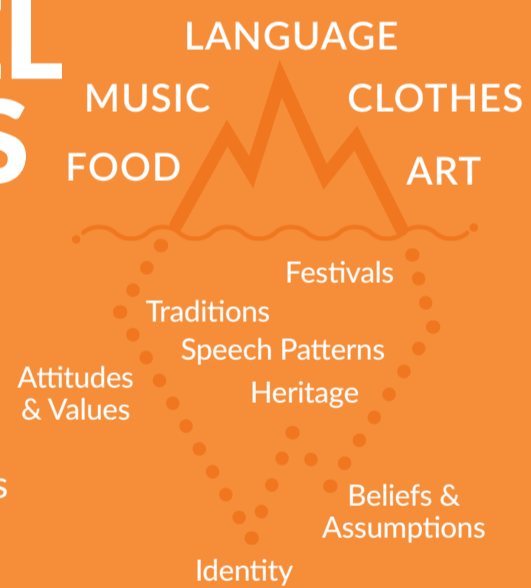 LANGUAGE
MUSIC
CLOTHES
FOOD
ART
Festivals
Traditions
Speech Patterns
Heritage
Attitudes
& Values
Beliefs &
Assumptions
Identity